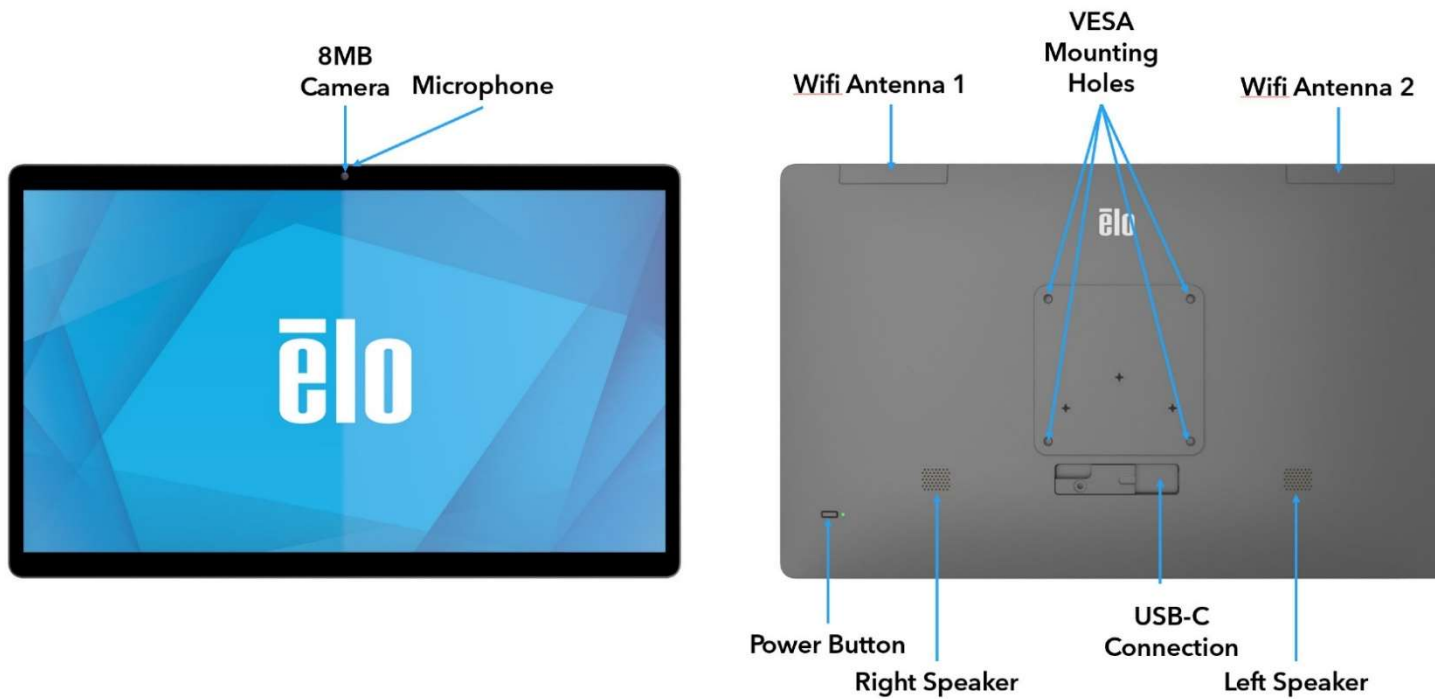 8MB
Camera
Microphone
ēlo
VESA
Mounting
Holes
Wifi Antenna 1
Wifi Antenna 2
ēlo
Power Button
Right Speaker
USB-C
Connection
Left Speaker